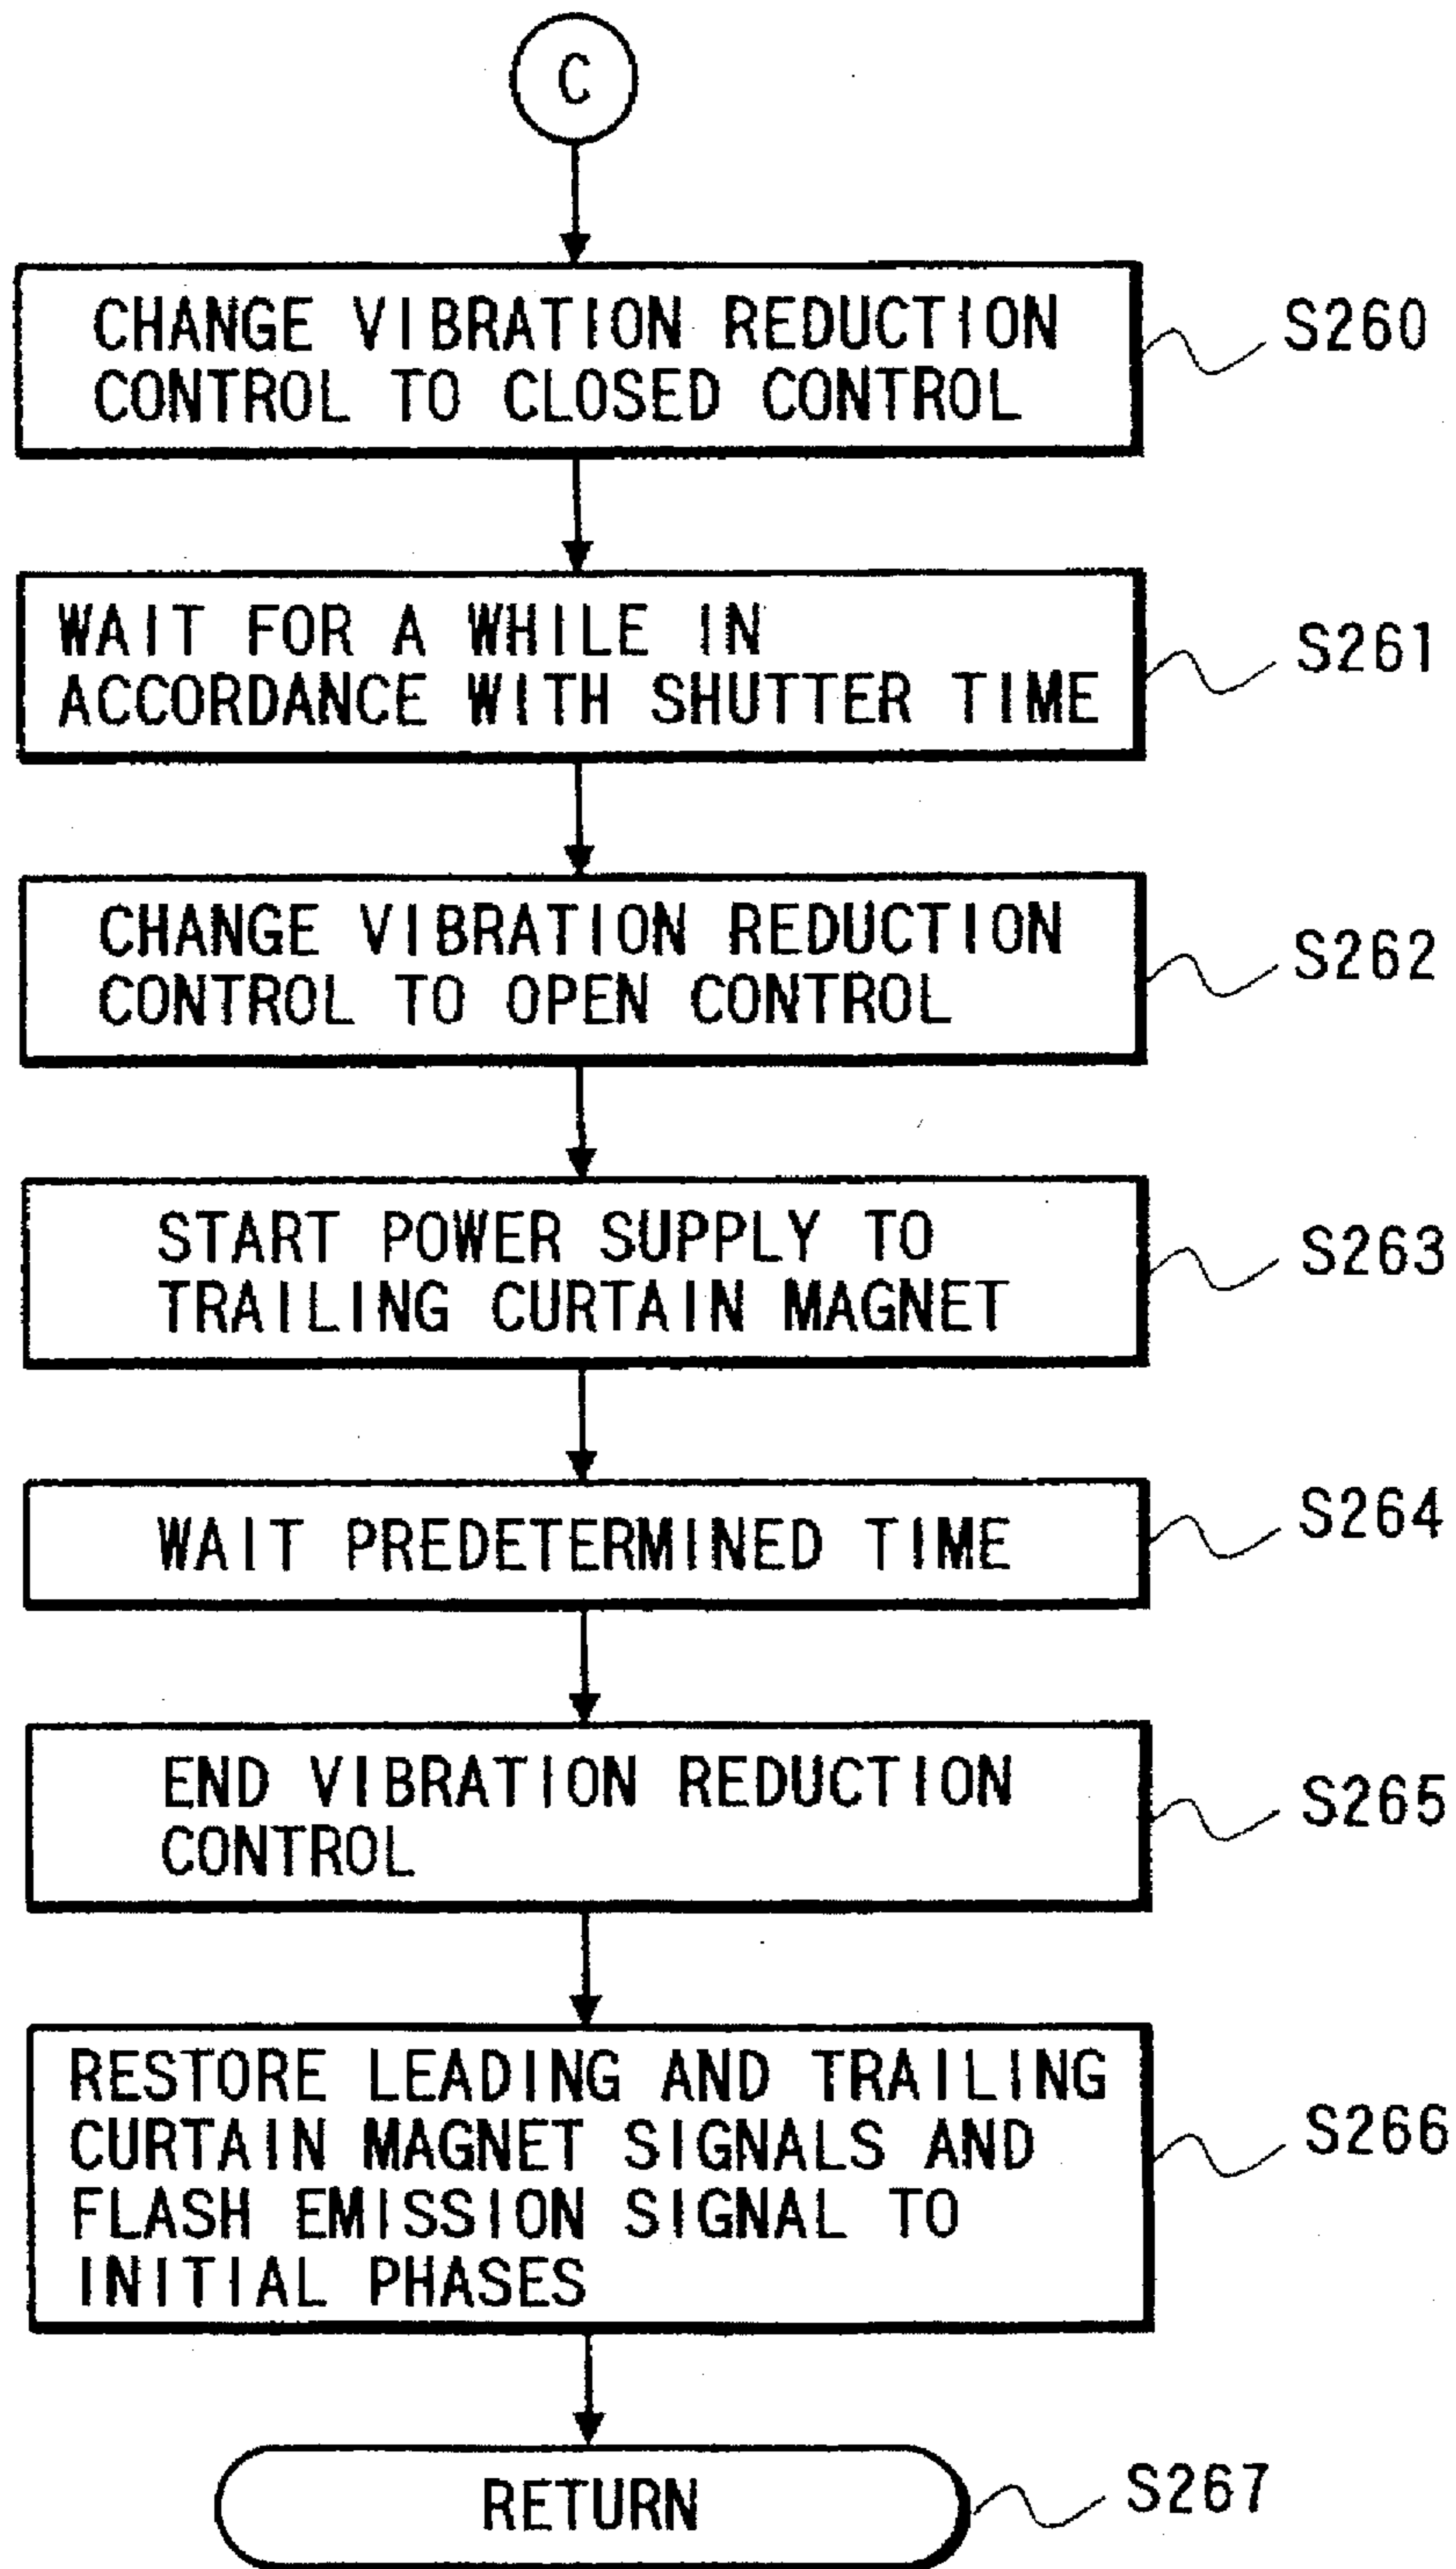 C
CHANGE VIBRATION REDUCTION
CONTROL TO CLOSED CONTROL
S260
WAIT FOR A WHILE IN
ACCORDANCE WITH SHUTTER TIME
S261
CHANGE VIBRATION REDUCTION
CONTROL TO OPEN CONTROL
S262
START POWER SUPPLY TO
TRAILING CURTAIN MAGNET
S263
WAIT PREDETERMINED TIME
S264
END VIBRATION REDUCTION
CONTROL
S265
RESTORE LEADING AND TRAILING
CURTAIN MAGNET SIGNALS AND
FLASH EMISSION SIGNAL TO
INITIAL PHASES
S266
RETURN
S267